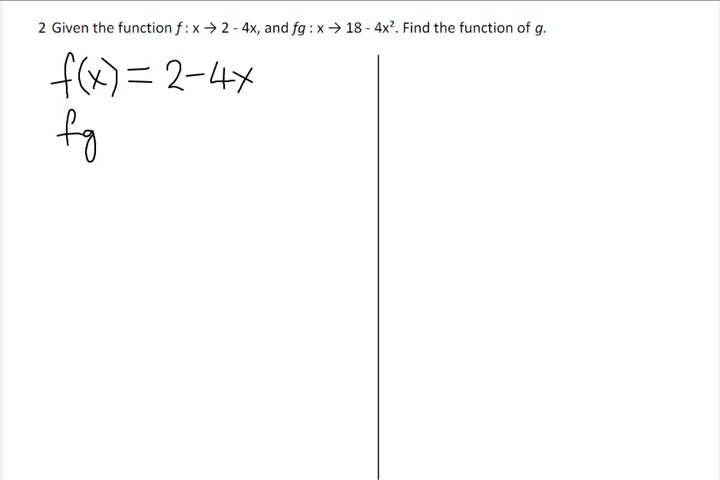 2 Given the function f : x → 2 - 4x, and fg : x → 18 - 4x². Find the function of g.
f(x) = 2-4x
fg